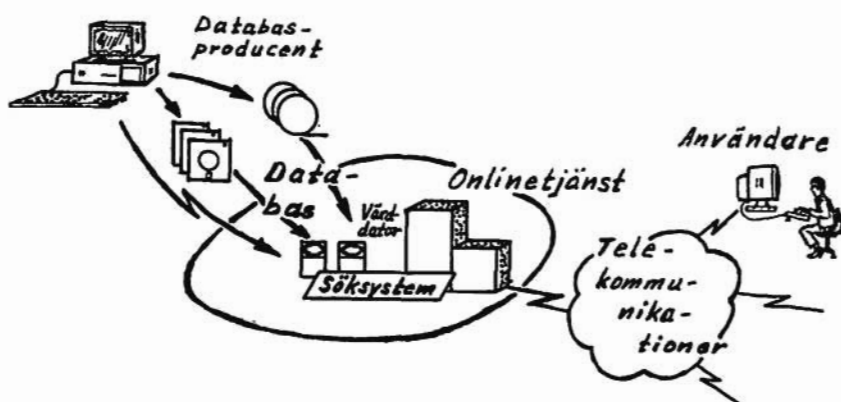 Databas-
producent
Data-
bas
Onlinetjänst
Värd-
dator
Söksystem
Användare
Tele-
kommu-
nika-
tioner